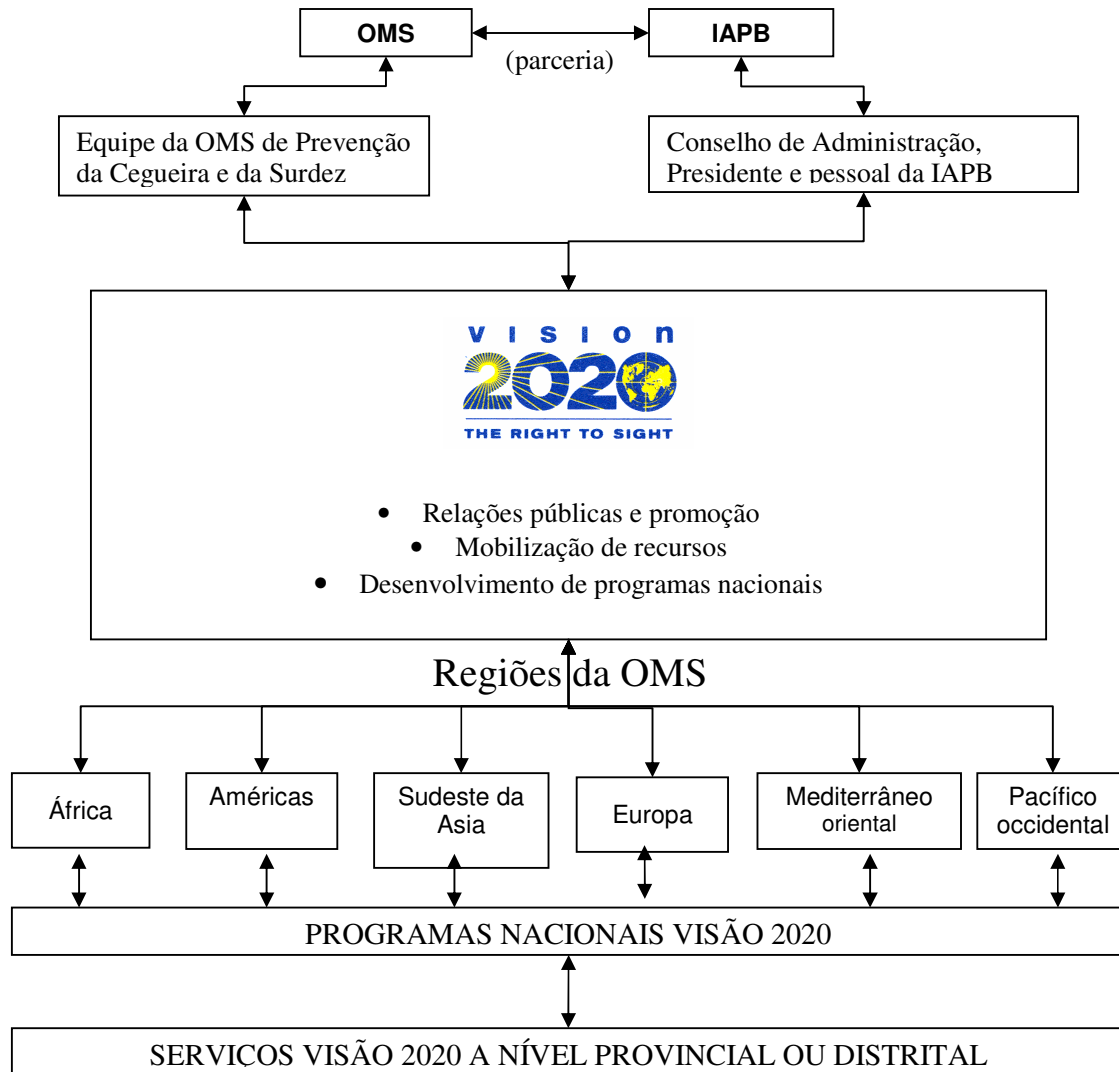 OMS
IAPB
(parceria)
Equipe da OMS de Prevenção
da Cegueira e da Surdez
Conselho de Administração,
Presidente e pessoal da IAPB
VISION
2020
THE RIGHT TO SIGHT
• Relações públicas e promoção
• Mobilização de recursos
• Desenvolvimento de programas nacionais
Regiões da OMS
África
Américas
Sudeste da
Asia
Europa
Mediterrâneo
oriental
Pacífico
occidental
PROGRAMAS NACIONAIS VISÃO 2020
SERVIÇOS VISÃO 2020 A NÍVEL PROVINCIAL OU DISTRITAL